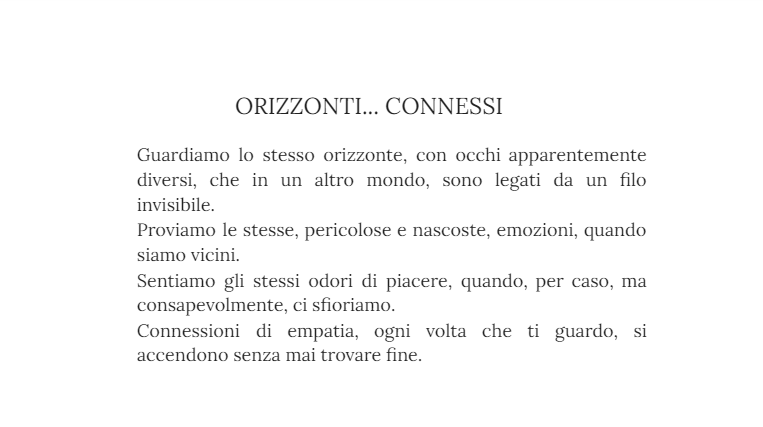 ORIZZONTI... CONNESSI
Guardiamo lo stesso orizzonte, con occhi apparentemente
diversi, che in un altro mondo, sono legati da un filo
invisibile.
Proviamo le stesse, pericolose e nascoste, emozioni, quando
siamo vicini.
Sentiamo gli stessi odori di piacere, quando, per caso, ma
consapevolmente, ci sfioriamo.
Connessioni di empatia, ogni volta che ti guardo, si
accendono senza mai trovare fine.